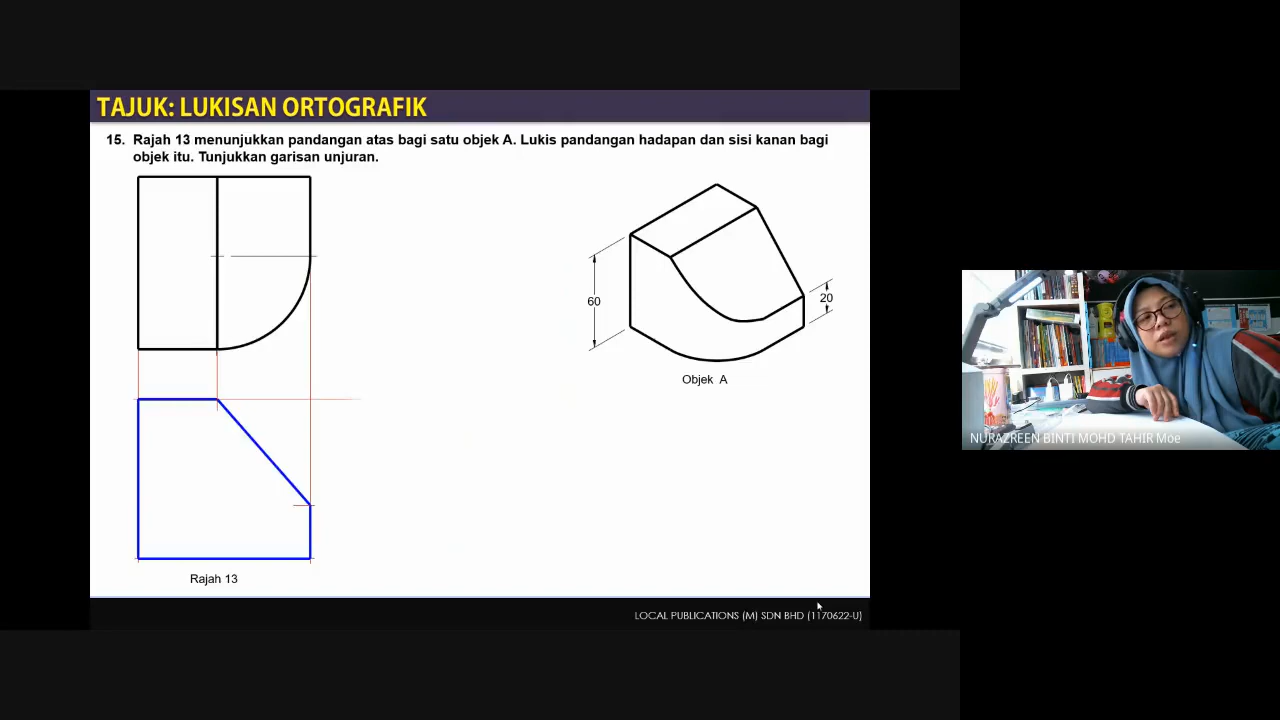 TAJUK: LUKISAN ORTOGRAFIK
15. Rajah 13 menunjukkan pandangan atas bagi satu objek A. Lukis pandangan hadapan dan sisi kanan bagi
objek itu. Tunjukkan garisan unjuran.
60
20
Objek A
NURAZREEN BINTI MOHD TAHIR Moe
Rajah 13
LOCAL PUBLICATIONS (M) SDN BHD (1170622-U)